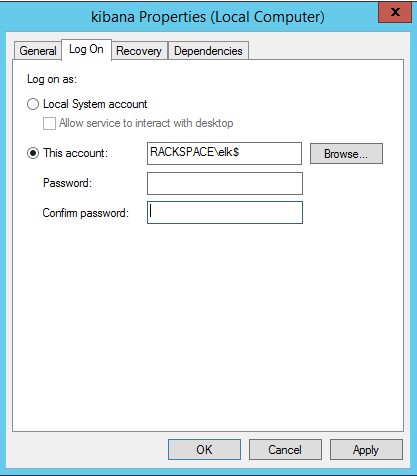 kibana Properties (Local Computer)
x
General Log On Recovery Dependencies
Log on as:
Local System account
Allow service to interact with desktop
This account: RACKSPACE\elk$ Browse...
Password:
Confirm password:
OK Cancel Apply